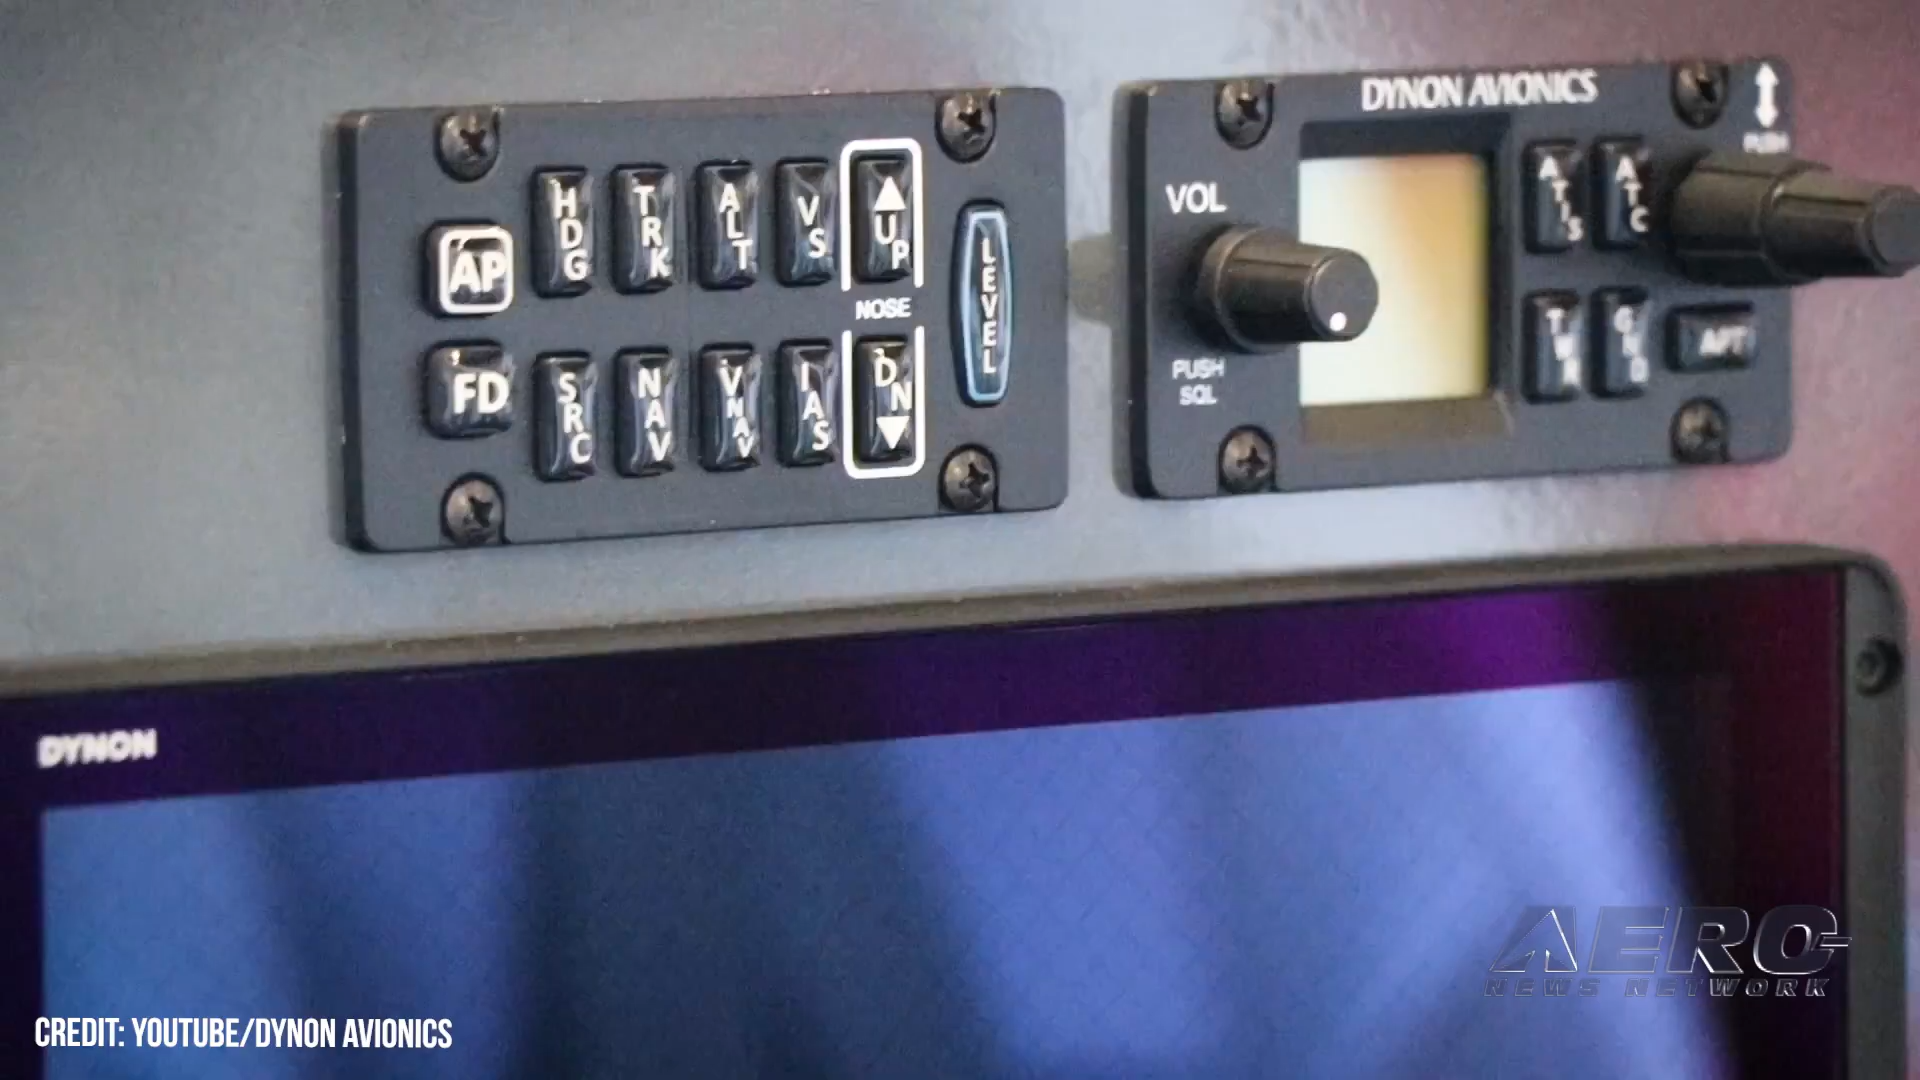 DYNON AVIONICS
PUSH
HDG TRK ALT VS UP
AP
NOSE
LEVEL
FD
SRC NAV VNAV IAS DN
VOL
PUSH
SQL
ATIS ATC
TWR GND APT
DYNON
AERO
NEWS NETWORK
CREDIT: YOUTUBE/DYNON AVIONICS